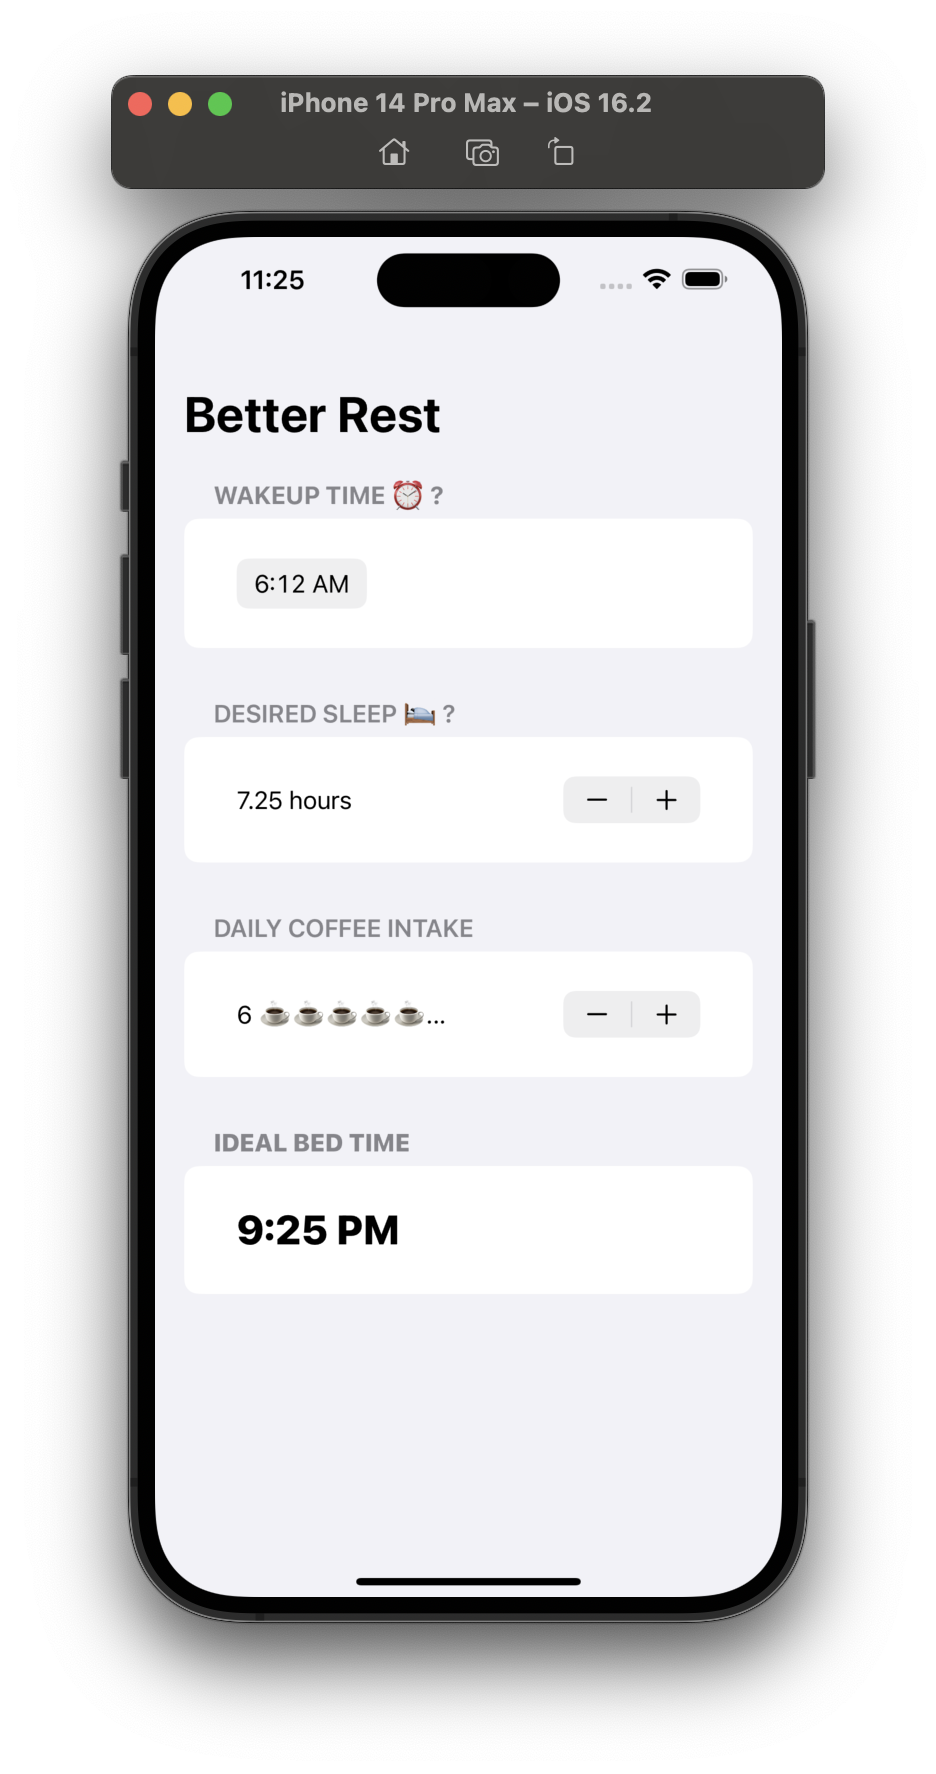 iPhone 14 Pro Max – iOS 16.2
11:25
Better Rest
WAKEUP TIME ⏰ ?
6:12 AM
DESIRED SLEEP 🛏️ ?
7.25 hours
DAILY COFFEE INTAKE
6 ☕☕☕☕☕...
IDEAL BED TIME
9:25 PM